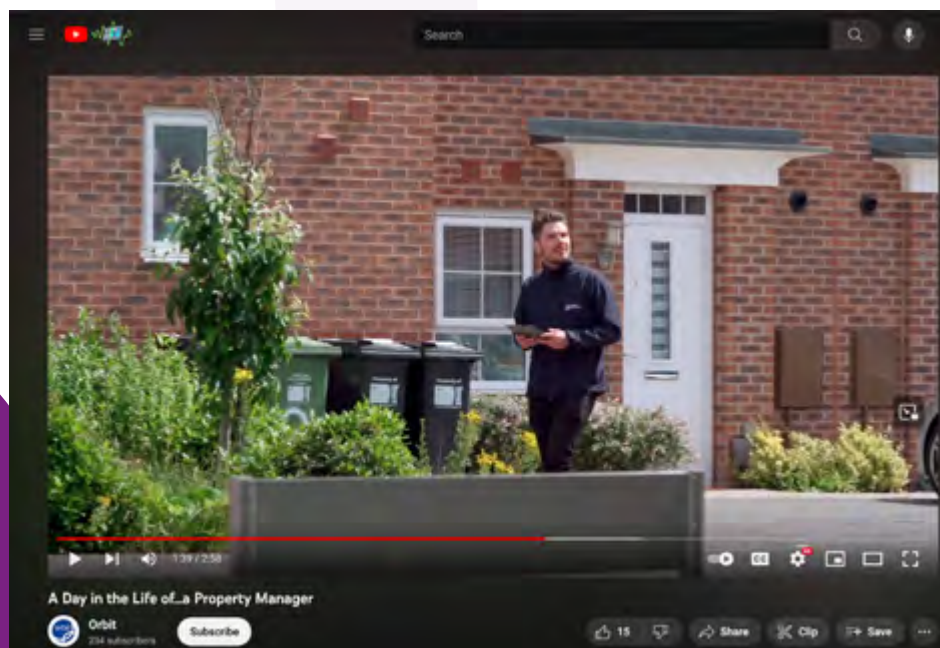 Search
1:39 / 2:58
A Day in the Life of...a Property Manager
Orbit
234 subscribers
Subscribe
15
Share
Clip
Save